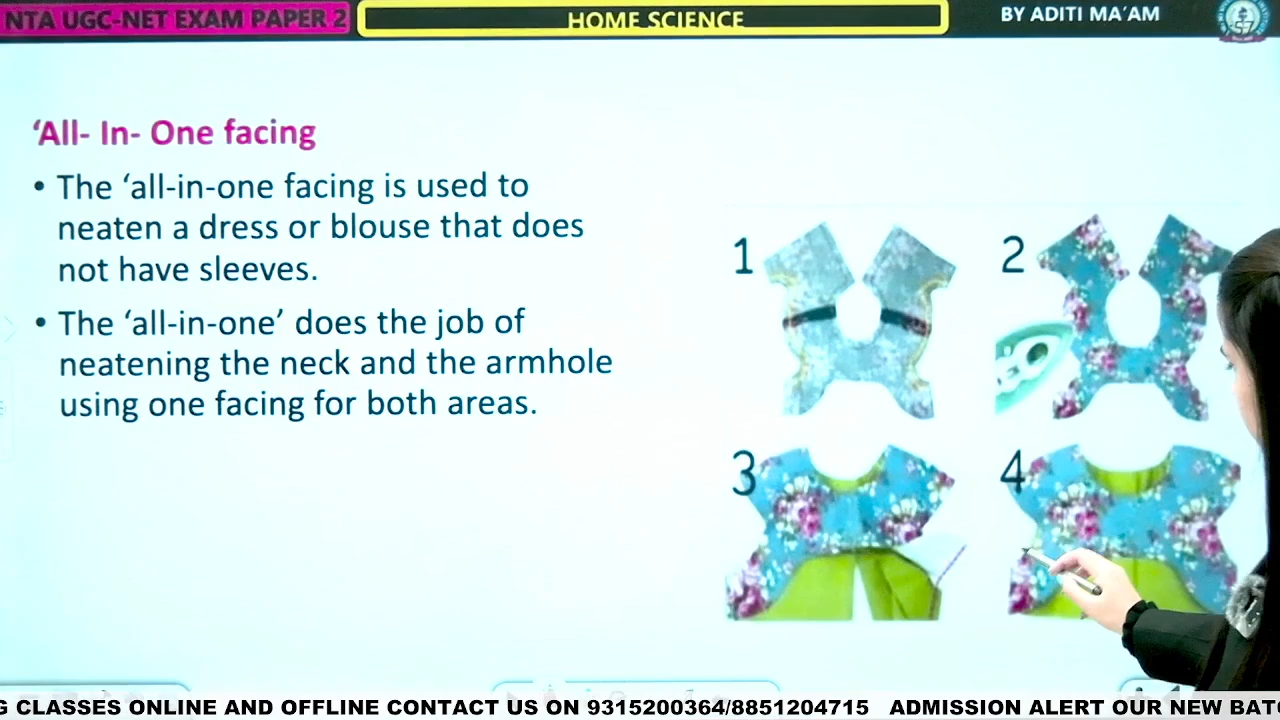 NTA UGC-NET EXAM PAPER 2
HOME SCIENCE
BY ADITI MA'AM
S7
‘All- In- One facing
• The ‘all-in-one facing is used to
neaten a dress or blouse that does
not have sleeves.
• The ‘all-in-one’ does the job of
neatening the neck and the armhole
using one facing for both areas.
1
2
3
4
G CLASSES ONLINE AND OFFLINE CONTACT US ON 9315200364/8851204715 ADMISSION ALERT OUR NEW BATC